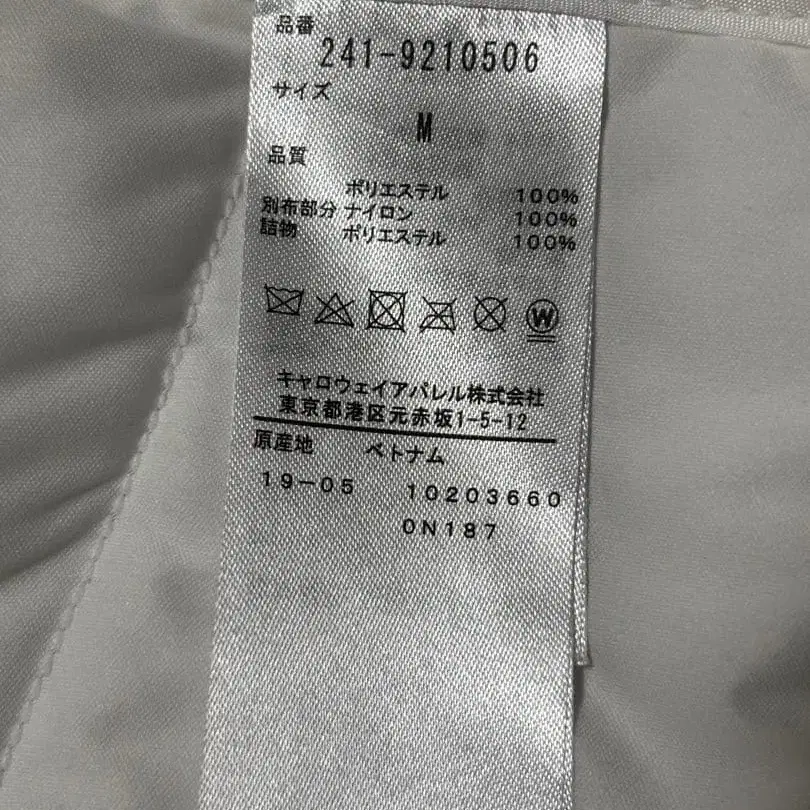 品番
241-9210506
サイズ
M
品質
ポリエステル 100%
別布部分 ナイロン 100%
詰物 ポリエステル 100%
W
キャロウェイアパレル株式会社
東京都港区元赤坂1-5-12
原産地 ベトナム
19-05 10203660
0N187